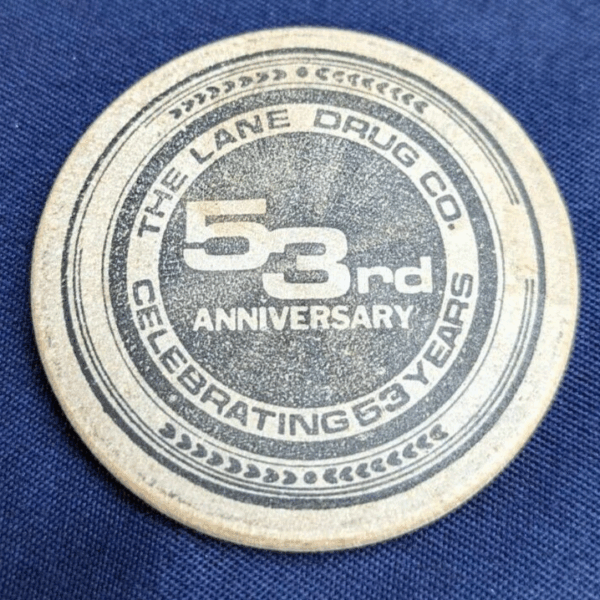 THE LANE DRUG CO.
53rd
ANNIVERSARY
CELEBRATING 53 YEARS